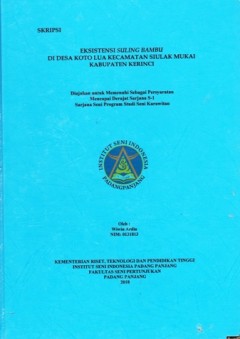 SKRIPSI
EKSISTENSI SULING BAMBU
DI DESA KOTO LUA KECAMATAN SIULAK MUKAI
KABUPATEN KERINCI
Diajukan untuk Memenuhi Sebagai Persyaratan
Mencapai Derajat Sarjana S-1
Sarjana Seni Program Studi Seni Karawitan
INSTITUT SENI INDONESIA
PADANGPANJANG
Oleh :
KEMENTERIAN RISET, TEKNOLOGI DAN PENDIDIKAN TINGGI
INSTITUT SENI INDONESIA PADANG PANJANG
FAKULTAS SENI PERTUNJUKAN
PADANG PANJANG
2018